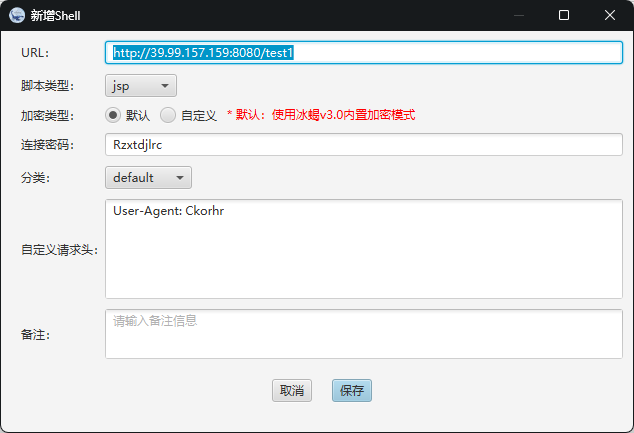 新增Shell
URL:
http://39.99.157.159:8080/test1
脚本类型:
jsp
加密类型:
默认
自定义
* 默认：使用冰蝎v3.0内置加密模式
连接密码:
Rzxtdjlrc
分类:
default
自定义请求头:
User-Agent: Ckorhr
备注:
请输入备注信息
取消
保存